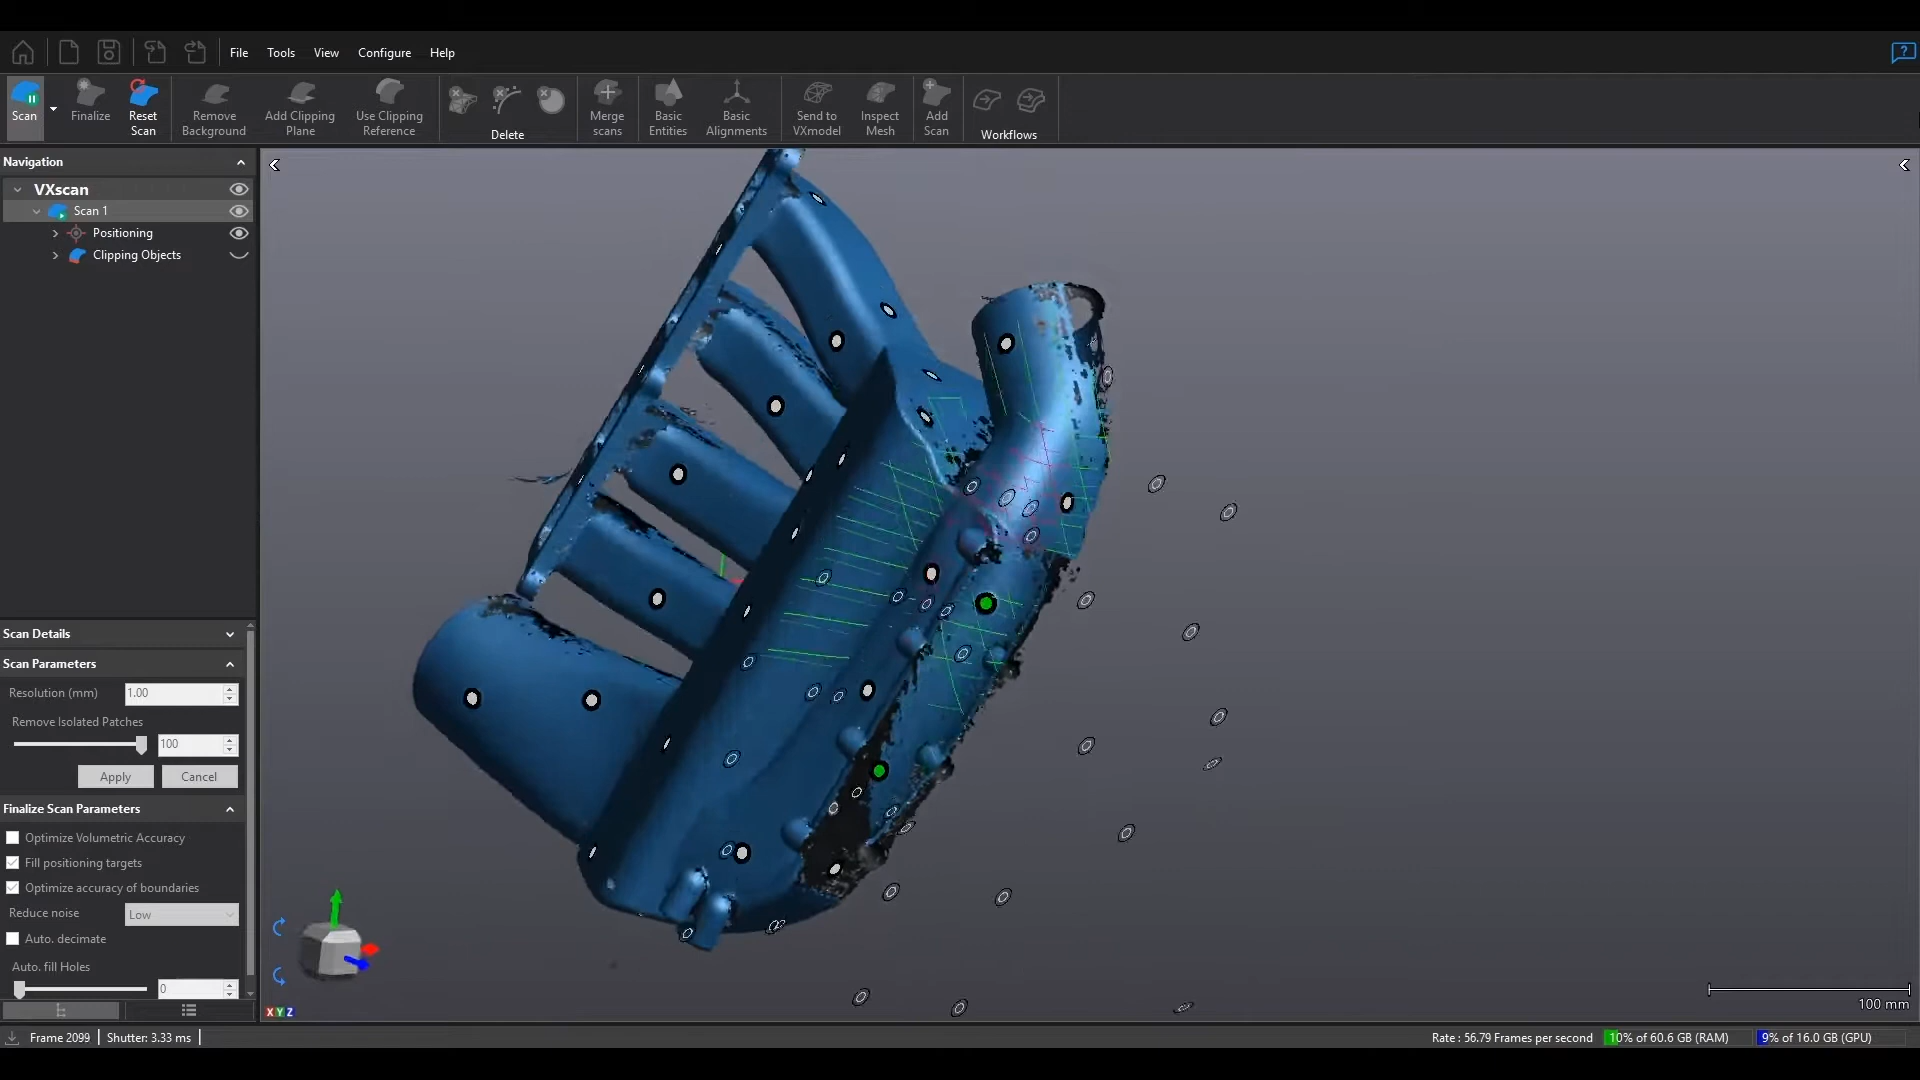 File Tools View Configure Help
Scan Finalize Reset Scan Remove Background Add Clipping Plane Use Clipping Reference Delete Merge scans Basic Entities Basic Alignments Send to VXmodel Inspect Mesh Add Scan Workflows
Navigation
VXscan
Scan 1
Positioning
Clipping Objects
Scan Details
Scan Parameters
Resolution (mm) 1.00
Remove Isolated Patches
100
Apply Cancel
Finalize Scan Parameters
Optimize Volumetric Accuracy
Fill positioning targets
Optimize accuracy of boundaries
Reduce noise Low
Auto. decimate
Auto. fill Holes
0
XYZ
100 mm
Frame 2099 Shutter: 3.33 ms Rate : 56.79 Frames per second 10% of 60.6 GB (RAM) 9% of 16.0 GB (GPU)